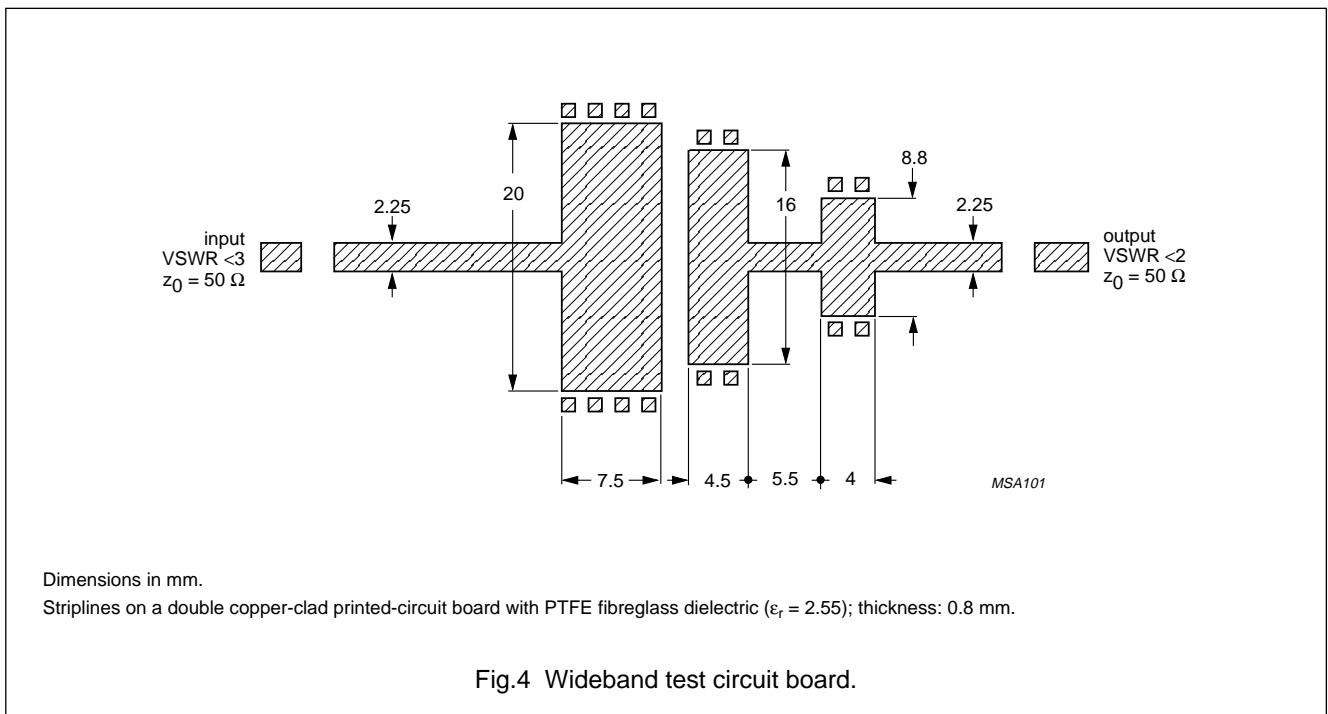 8.8
20
2.25
16
2.25
input
VSWR <3
z0 = 50 Ω
output
VSWR <2
z0 = 50 Ω
7.5
4.5
5.5
4
MSA101
Dimensions in mm.
Striplines on a double copper-clad printed-circuit board with PTFE fibreglass dielectric (εr = 2.55); thickness: 0.8 mm.
Fig.4 Wideband test circuit board.